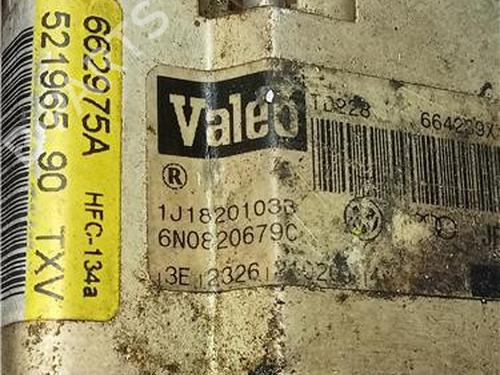 662975A HFC-134a
521965 90 TXV
Valeo
TD228
®
1J1820103B
6N0820679C